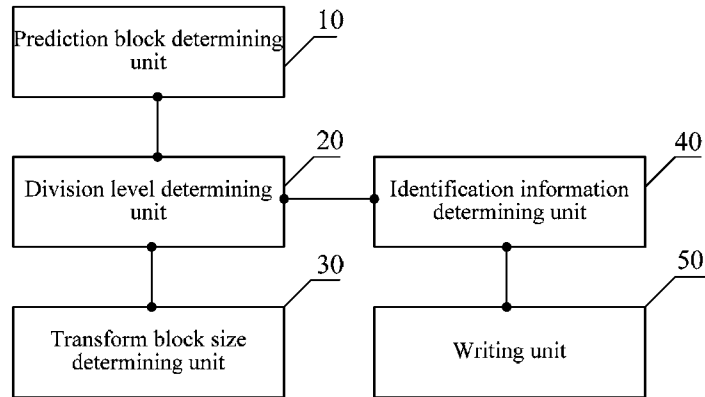 10
Prediction block determining
unit
20
40
Division level determining
unit
Identification information
determining unit
30
50
Transform block size
determining unit
Writing unit